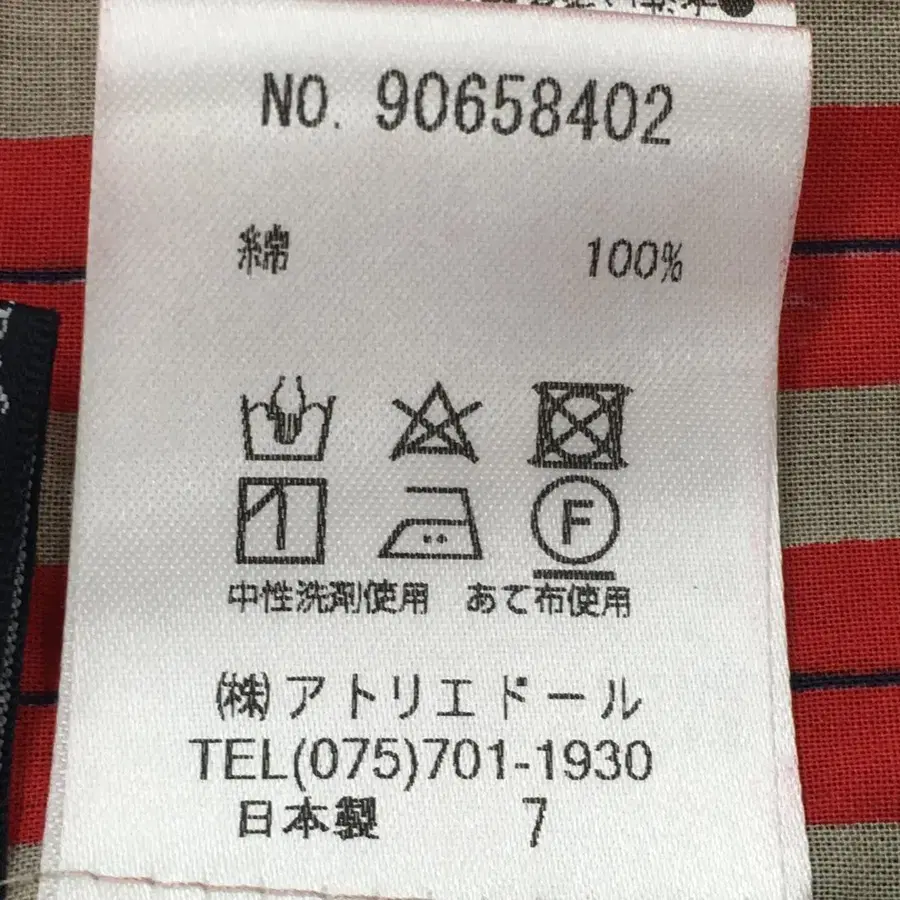 NO. 90658402
綿 100%
F
中性洗剤使用 あて布使用
㈱アトリエドール
TEL(075)701-1930
日本製 7